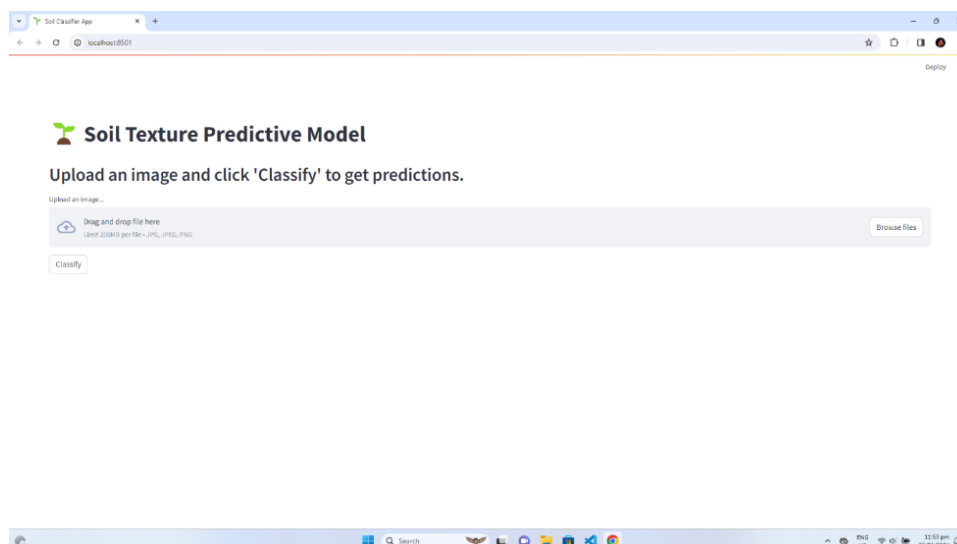 Soil Classifier App
localhost:8501
Deploy
Soil Texture Predictive Model
Upload an image and click 'Classify' to get predictions.
Upload an image...
Drag and drop file here
Limit 200MB per file • JPG, JPEG, PNG
Browse files
Classify
Search
ENG
11:53 pm